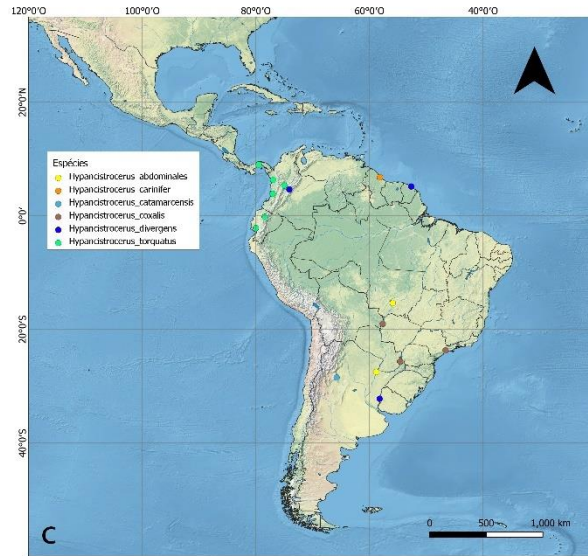 120°0'O 100°0'O 80°0'O 60°0'O 40°0'O
20°0'N
Espécies
Hypancistrocerus_abdominales
Hypancistrocerus_carinifer
Hypancistrocerus_catamarcensis
Hypancistrocerus_coxalis
Hypancistrocerus_divergens
Hypancistrocerus_torquatus
0°0'N
20°0'S
40°0'S
C
0 500 1,000 km